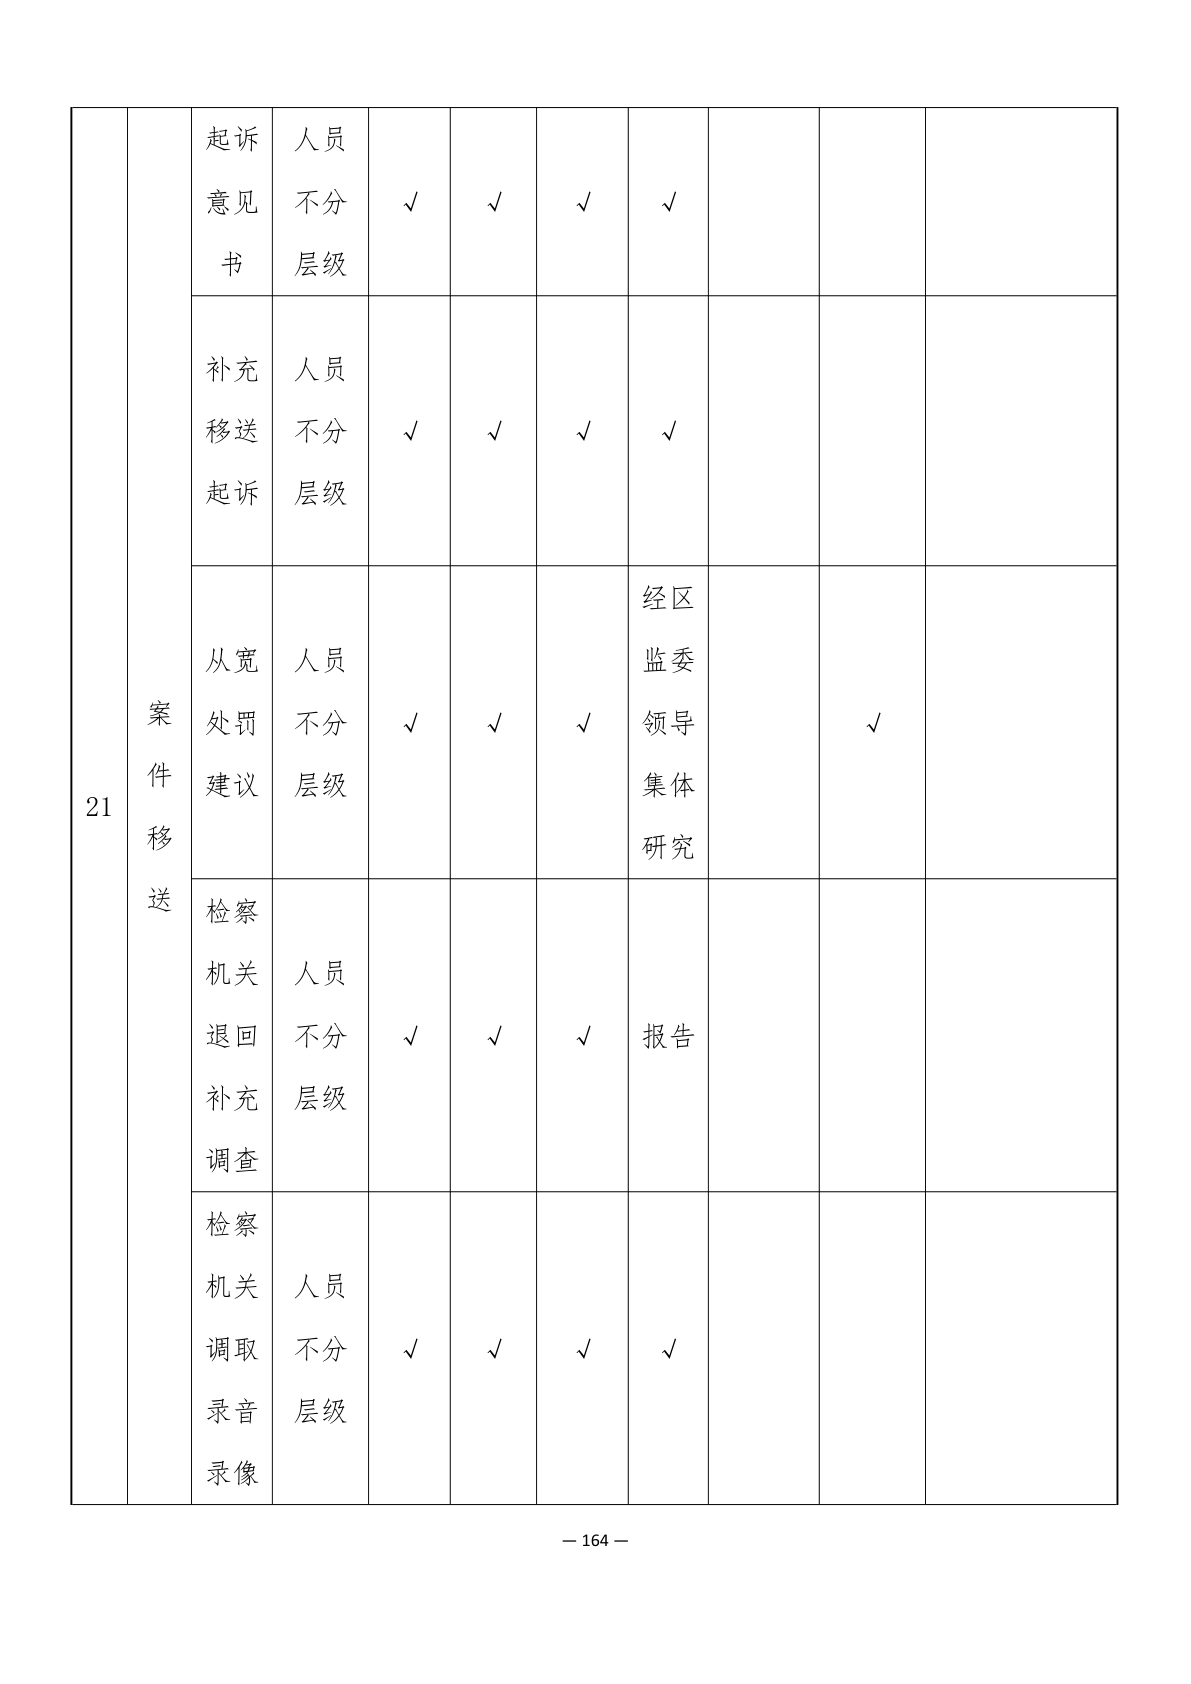 21
案
件
移
送
起诉
意见
书
人员
不分
层级
√
√
√
√
补充
移送
起诉
人员
不分
层级
√
√
√
√
从宽
处罚
建议
人员
不分
层级
√
√
√
经区
监委
领导
集体
研究
√
检察
机关
退回
补充
调查
人员
不分
层级
√
√
√
报告
检察
机关
调取
录音
录像
人员
不分
层级
√
√
√
√
— 164 —